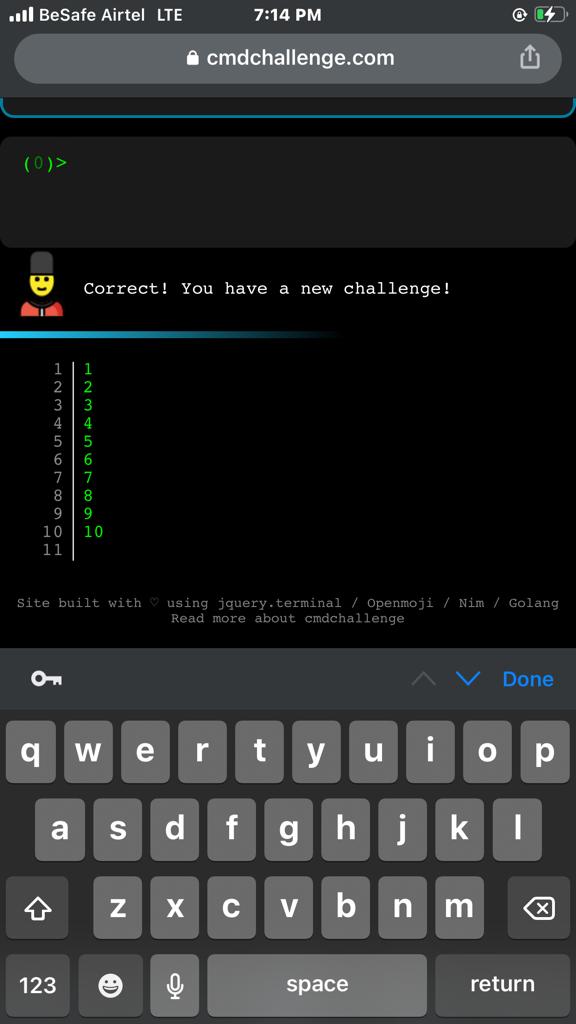 BeSafe Airtel LTE 7:14 PM
cmdchallenge.com
(0)>
Correct! You have a new challenge!
1 1
2 2
3 3
4 4
5 5
6 6
7 7
8 8
9 9
10 10
11
Site built with ♡ using jquery.terminal / Openmoji / Nim / Golang
Read more about cmdchallenge
Done
q w e r t y u i o p
a s d f g h j k l
z x c v b n m
123 space return